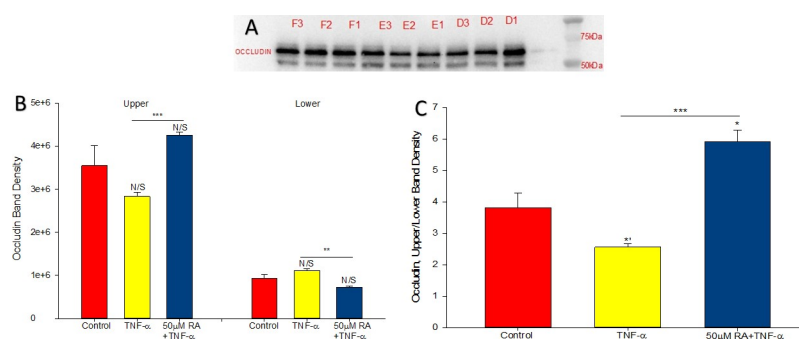 A
F3 F2 F1 E3 E2 E1 D3 D2 D1
75kDa
OCCLUDIN
50kDa
B
Upper
Lower
5e+6
4e+6
3e+6
2e+6
1e+6
0
Occludin Band Density
***
N/S
N/S
**
N/S
N/S
Control
TNF-α
50μM RA
+TNF-α
Control
TNF-α
50μM RA
+TNF-α
C
7
6
5
4
3
2
1
0
Occludin, Upper/Lower Band Density
***
*
Control
TNF-α
50μM RA+TNF-α